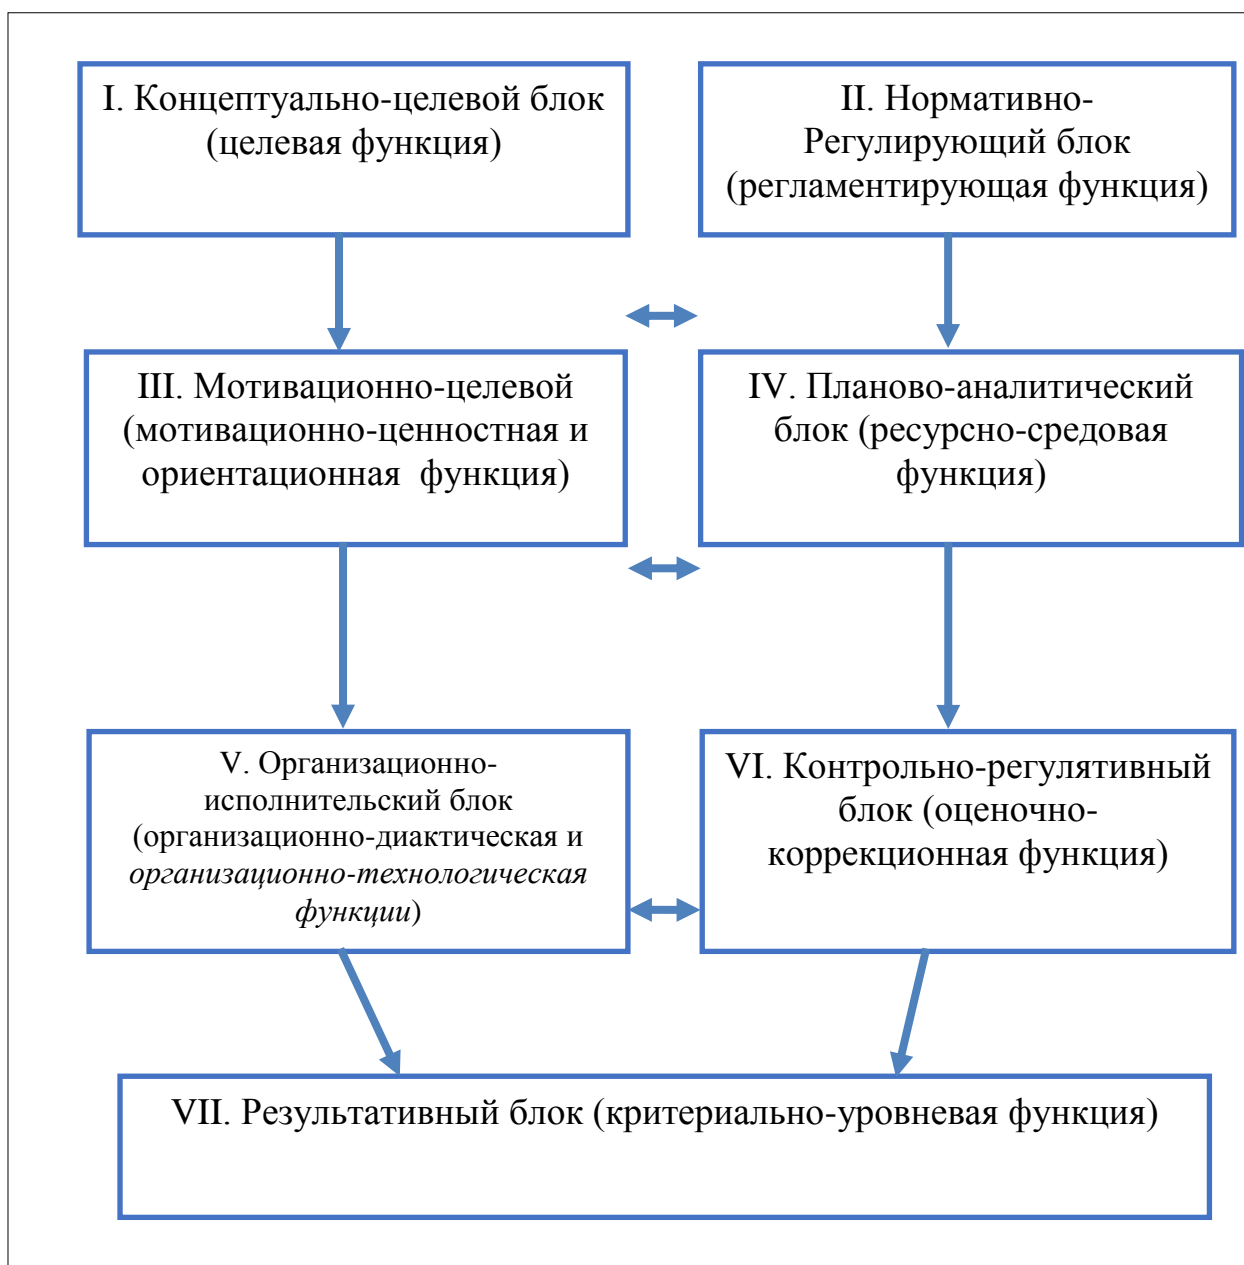 I. Концептуально-целевой блок
(целевая функция)
II. Нормативно-
Регулирующий блок
(регламентирующая функция)
III. Мотивационно-целевой
(мотивационно-ценностная и
ориентационная  функция)
IV. Планово-аналитический
блок (ресурсно-средовая
функция)
V. Организационно-
исполнительский блок
(организационно-диактическая и
организационно-технологическая
функции)
VI. Контрольно-регулятивный
блок (оценочно-
коррекционная функция)
VII. Результативный блок (критериально-уровневая функция)